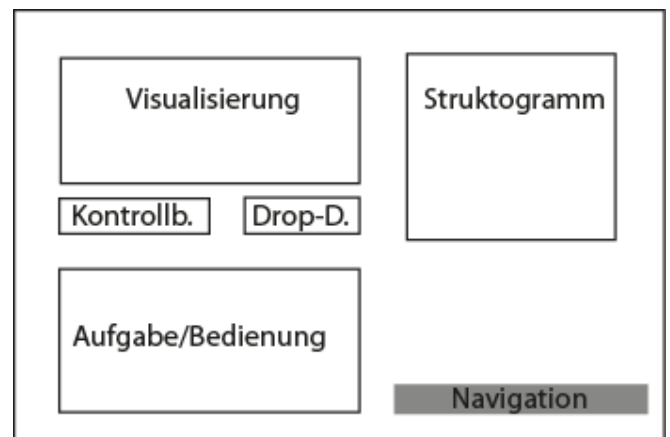 Visualisierung
Struktogramm
Kontrollb.
Drop-D.
Aufgabe/Bedienung
Navigation